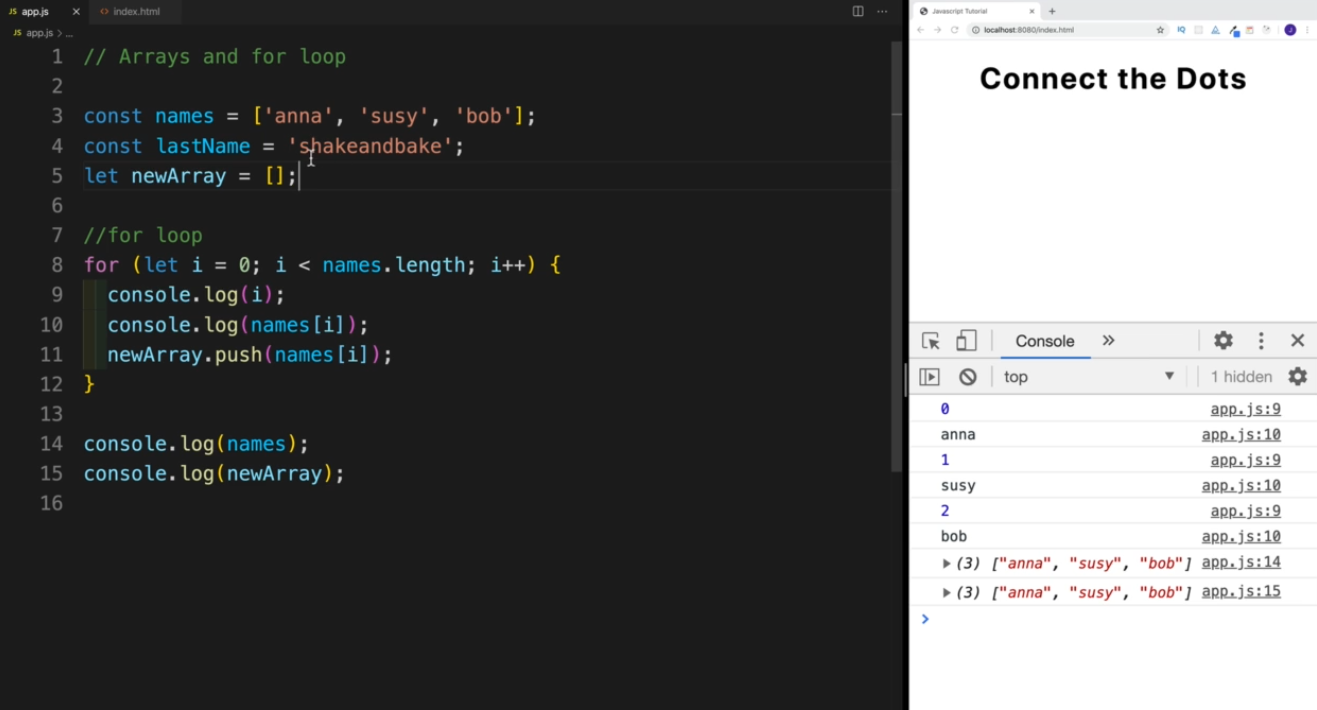 JS app.js × <> index.html ⋯
JS app.js > ...
1 // Arrays and for loop
2
3 const names = ['anna', 'susy', 'bob'];
4 const lastName = 'shakeandbake';
5 let newArray = [];
6
7 //for loop
8 for (let i = 0; i < names.length; i++) {
9 console.log(i);
10 console.log(names[i]);
11 newArray.push(names[i]);
12 }
13
14 console.log(names);
15 console.log(newArray);
16
Javascript Tutorial × +
localhost:8080/index.html IQ J
Connect the Dots
Console »
top ▼ 1 hidden
0 app.js:9
anna app.js:10
1 app.js:9
susy app.js:10
2 app.js:9
bob app.js:10
▶(3) ["anna", "susy", "bob"] app.js:14
▶(3) ["anna", "susy", "bob"] app.js:15
>